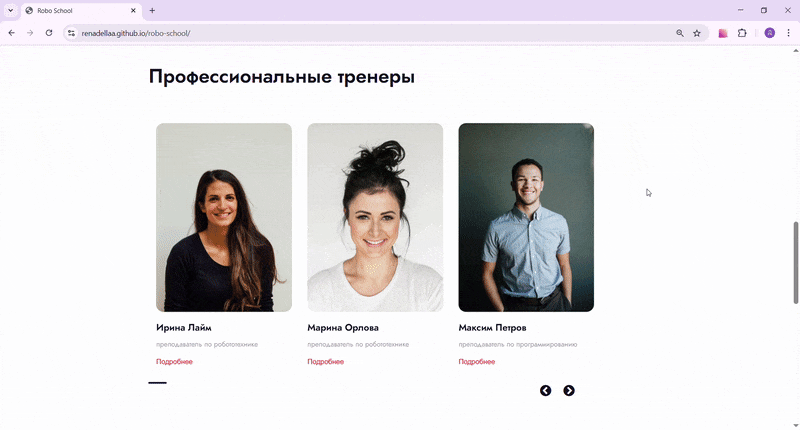 Robo School
renadellaa.github.io/robo-school/
Профессиональные тренеры
Ирина Лайм
преподаватель по робототехнике
Подробнее
Марина Орлова
преподаватель по робототехнике
Подробнее
Максим Петров
преподаватель по программированию
Подробнее